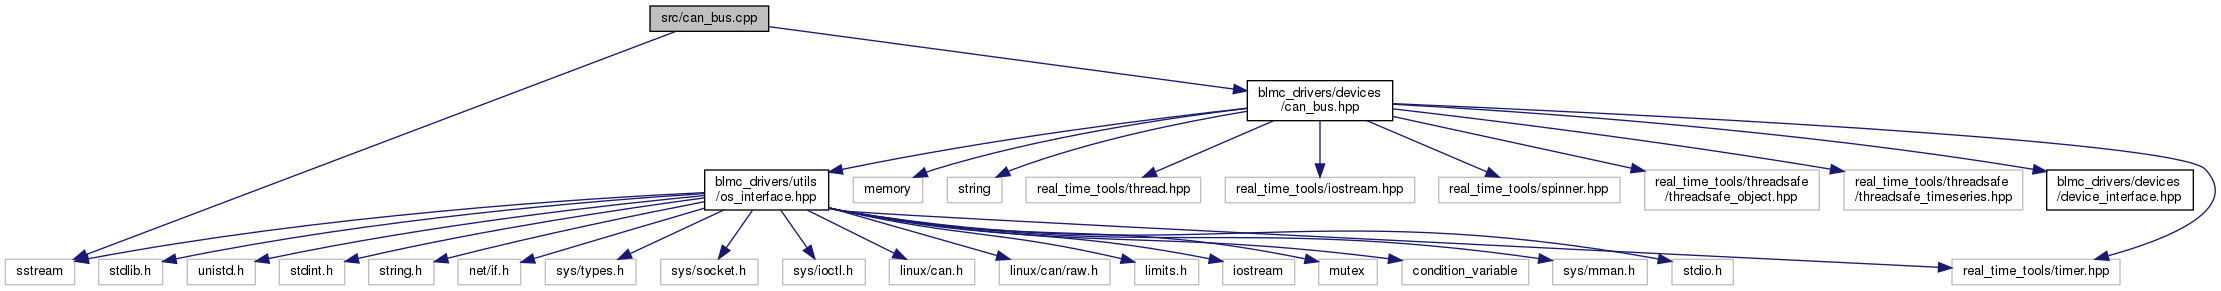 src/can_bus.cpp
blmc_drivers/devices
/can_bus.hpp
blmc_drivers/utils
/os_interface.hpp
memory
string
real_time_tools/thread.hpp
real_time_tools/iostream.hpp
real_time_tools/spinner.hpp
real_time_tools/threadsafe
/threadsafe_object.hpp
real_time_tools/threadsafe
/threadsafe_timeseries.hpp
blmc_drivers/devices
/device_interface.hpp
sstream
stdlib.h
unistd.h
stdint.h
string.h
net/if.h
sys/types.h
sys/socket.h
sys/ioctl.h
linux/can.h
linux/can/raw.h
limits.h
iostream
mutex
condition_variable
sys/mman.h
stdio.h
real_time_tools/timer.hpp